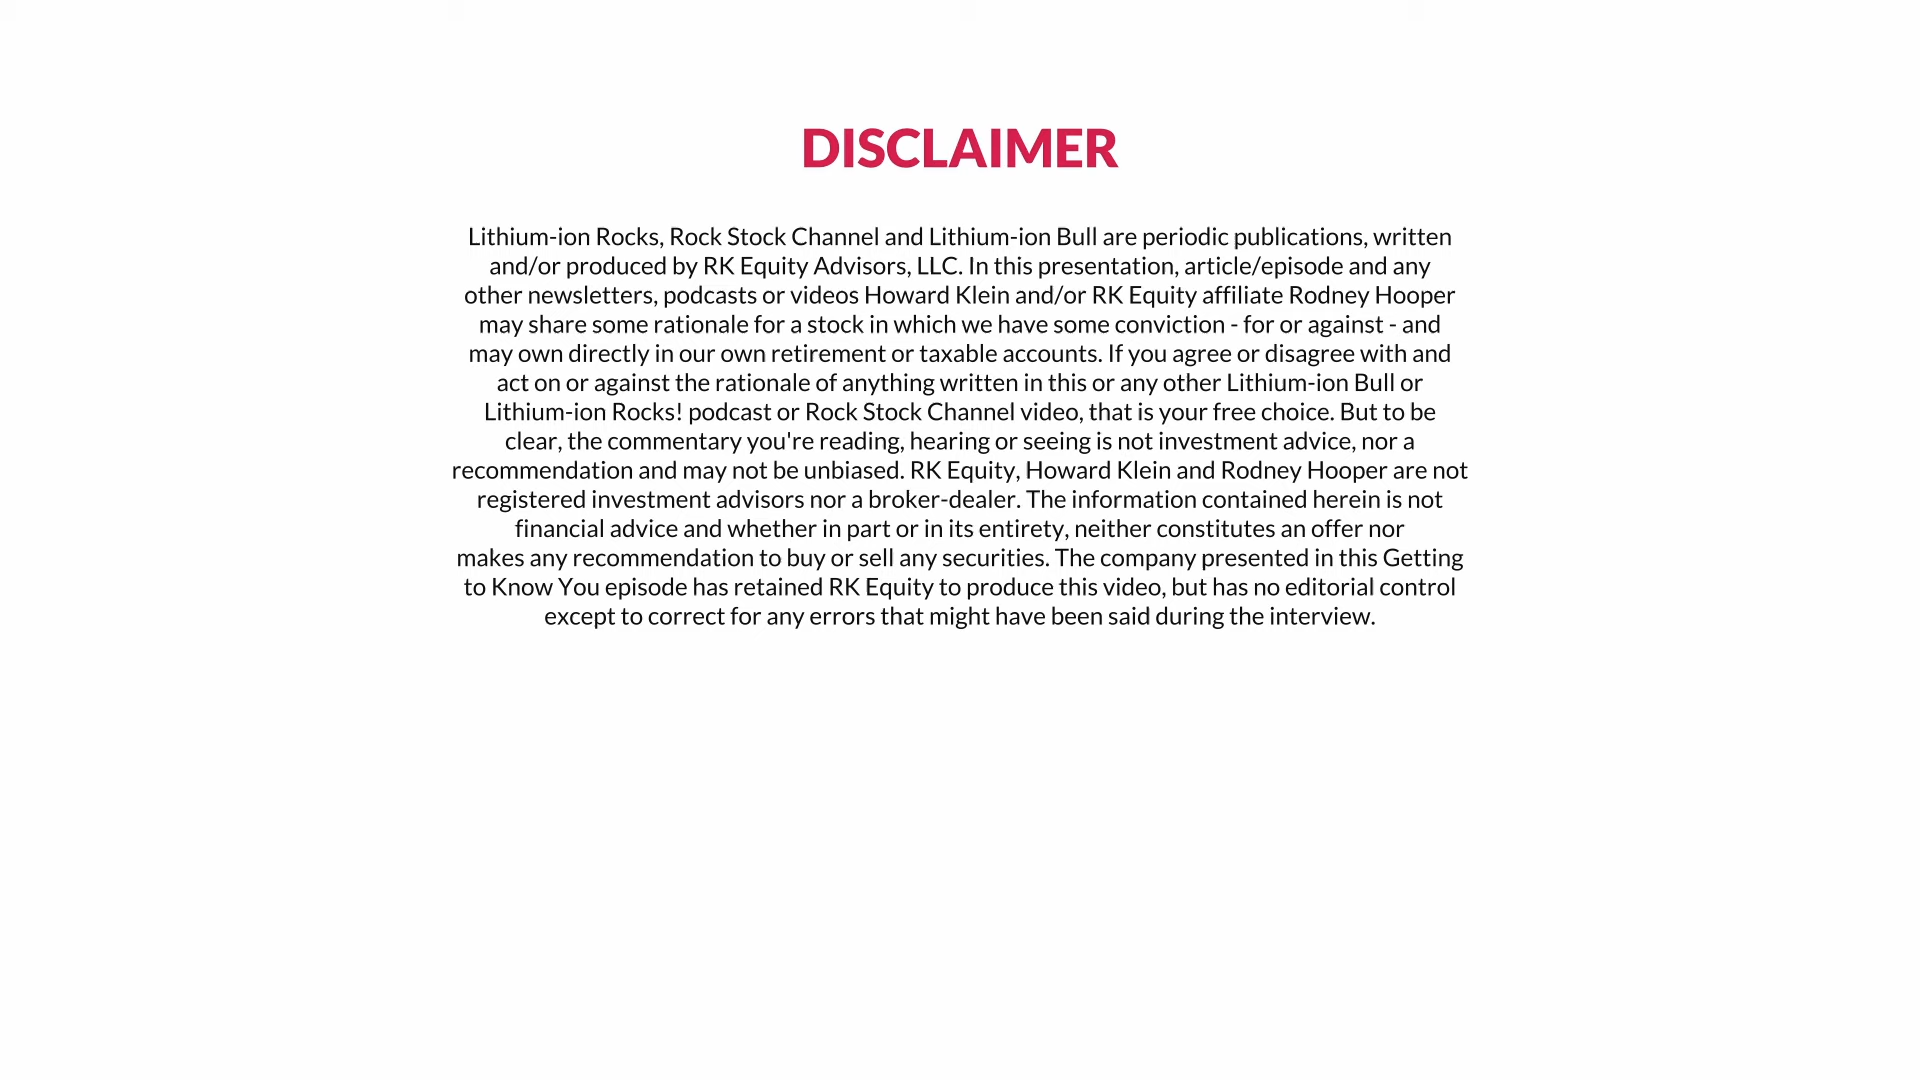 DISCLAIMER
Lithium-ion Rocks, Rock Stock Channel and Lithium-ion Bull are periodic publications, written
and/or produced by RK Equity Advisors, LLC. In this presentation, article/episode and any
other newsletters, podcasts or videos Howard Klein and/or RK Equity affiliate Rodney Hooper
may share some rationale for a stock in which we have some conviction - for or against - and
may own directly in our own retirement or taxable accounts. If you agree or disagree with and
act on or against the rationale of anything written in this or any other Lithium-ion Bull or
Lithium-ion Rocks! podcast or Rock Stock Channel video, that is your free choice. But to be
clear, the commentary you're reading, hearing or seeing is not investment advice, nor a
recommendation and may not be unbiased. RK Equity, Howard Klein and Rodney Hooper are not
registered investment advisors nor a broker-dealer. The information contained herein is not
financial advice and whether in part or in its entirety, neither constitutes an offer nor
makes any recommendation to buy or sell any securities. The company presented in this Getting
to Know You episode has retained RK Equity to produce this video, but has no editorial control
except to correct for any errors that might have been said during the interview.